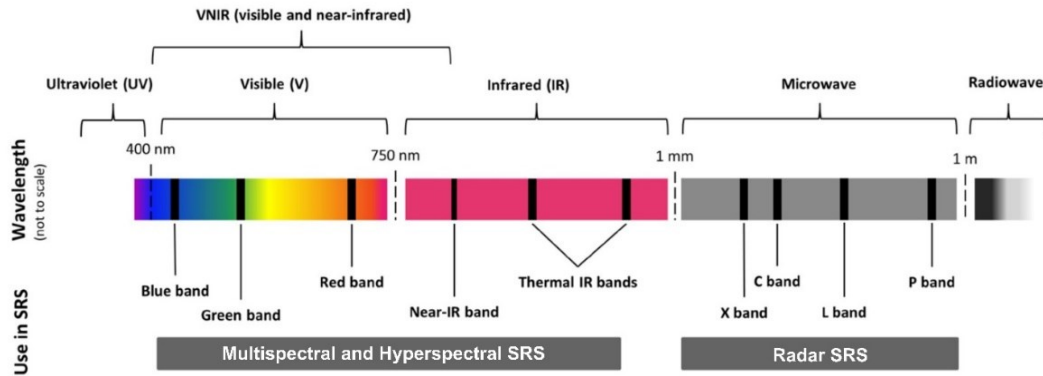 VNIR (visible and near-infrared)
Ultraviolet (UV) Visible (V) Infrared (IR) Microwave Radiowave
400 nm 750 nm 1 mm 1 m
Wavelength
(not to scale)
Blue band Green band Red band Near-IR band Thermal IR bands X band C band L band P band
Use in SRS
Multispectral and Hyperspectral SRS Radar SRS